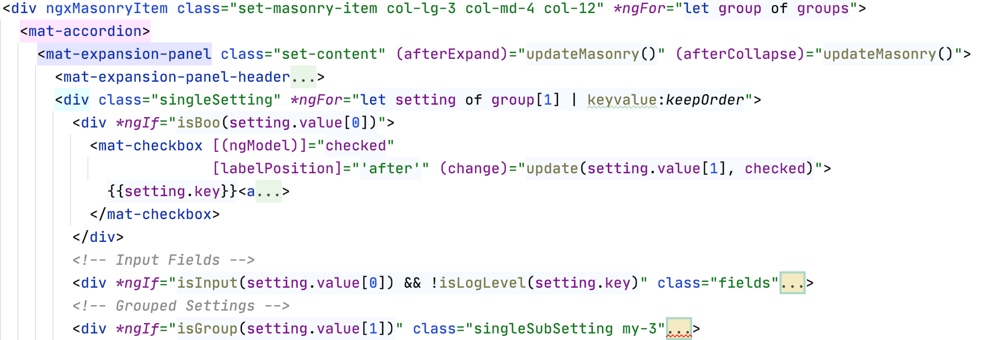 <div ngxMasonryItem class="set-masonry-item col-lg-3 col-md-4 col-12" *ngFor="let group of groups">
<mat-accordion>
<mat-expansion-panel class="set-content" (afterExpand)="updateMasonry()" (afterCollapse)="updateMasonry()">
<mat-expansion-panel-header...>
<div class="singleSetting" *ngFor="let setting of group[1] | keyvalue:keepOrder">
<div *ngIf="isBoo(setting.value[0])">
<mat-checkbox [(ngModel)]="checked"
[labelPosition]="'after'" (change)="update(setting.value[1], checked)">
{{setting.key}}<a...>
</mat-checkbox>
</div>
<!-- Input Fields -->
<div *ngIf="isInput(setting.value[0]) && !isLogLevel(setting.key)" class="fields"...>
<!-- Grouped Settings -->
<div *ngIf="isGroup(setting.value[1])" class="singleSubSetting my-3"...>